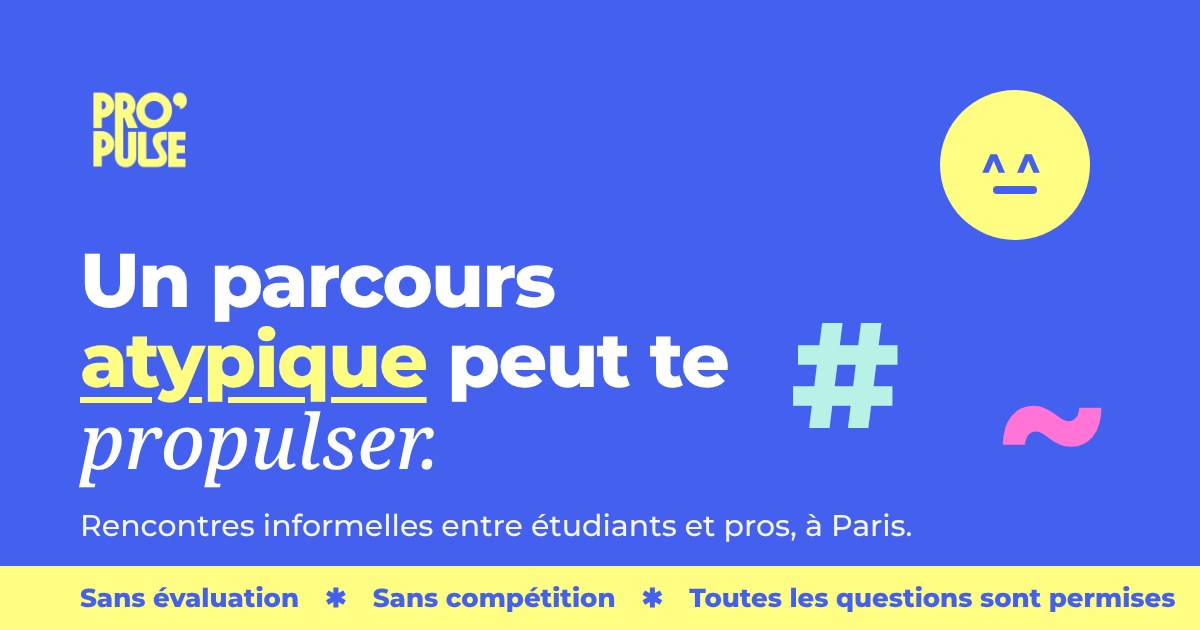 PRO'
PULSE
^ ^
Un parcours
atypique peut te
propulser.
#
~
Rencontres informelles entre étudiants et pros, à Paris.
Sans évaluation ✱ Sans compétition ✱ Toutes les questions sont permises